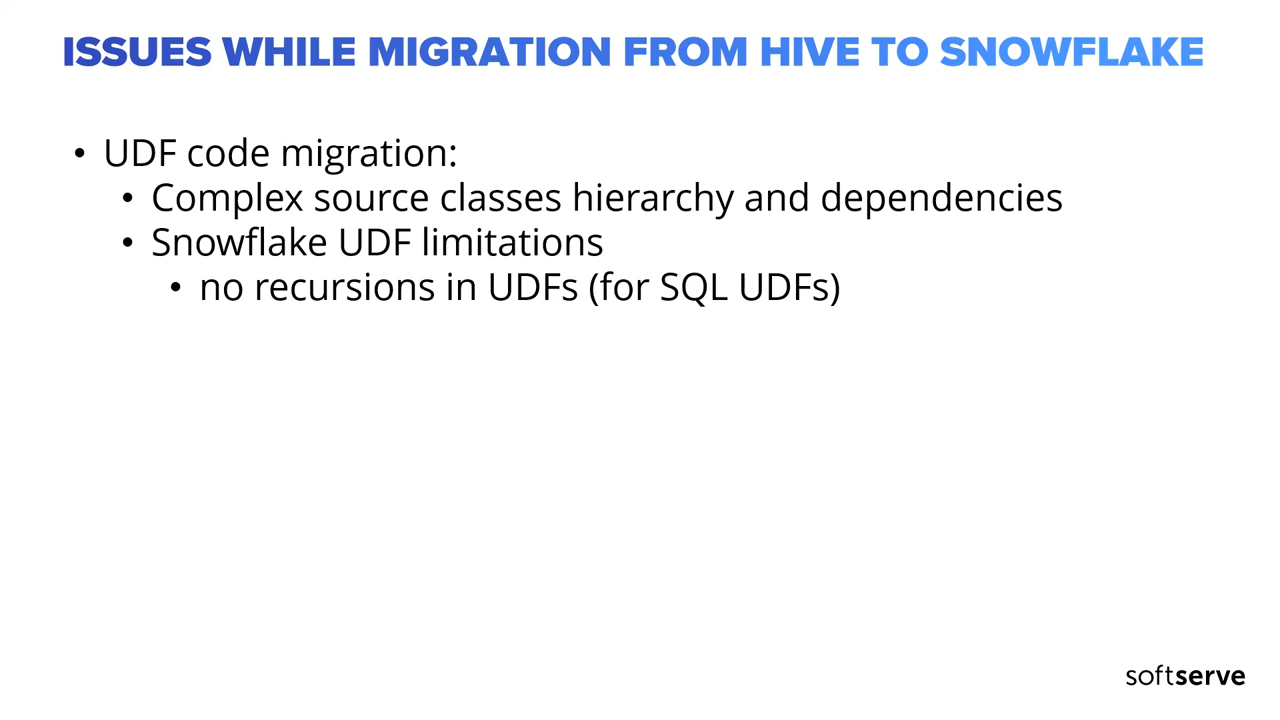 ISSUES WHILE MIGRATION FROM HIVE TO SNOWFLAKE
• UDF code migration:
• Complex source classes hierarchy and dependencies
• Snowflake UDF limitations
• no recursions in UDFs (for SQL UDFs)
softserve